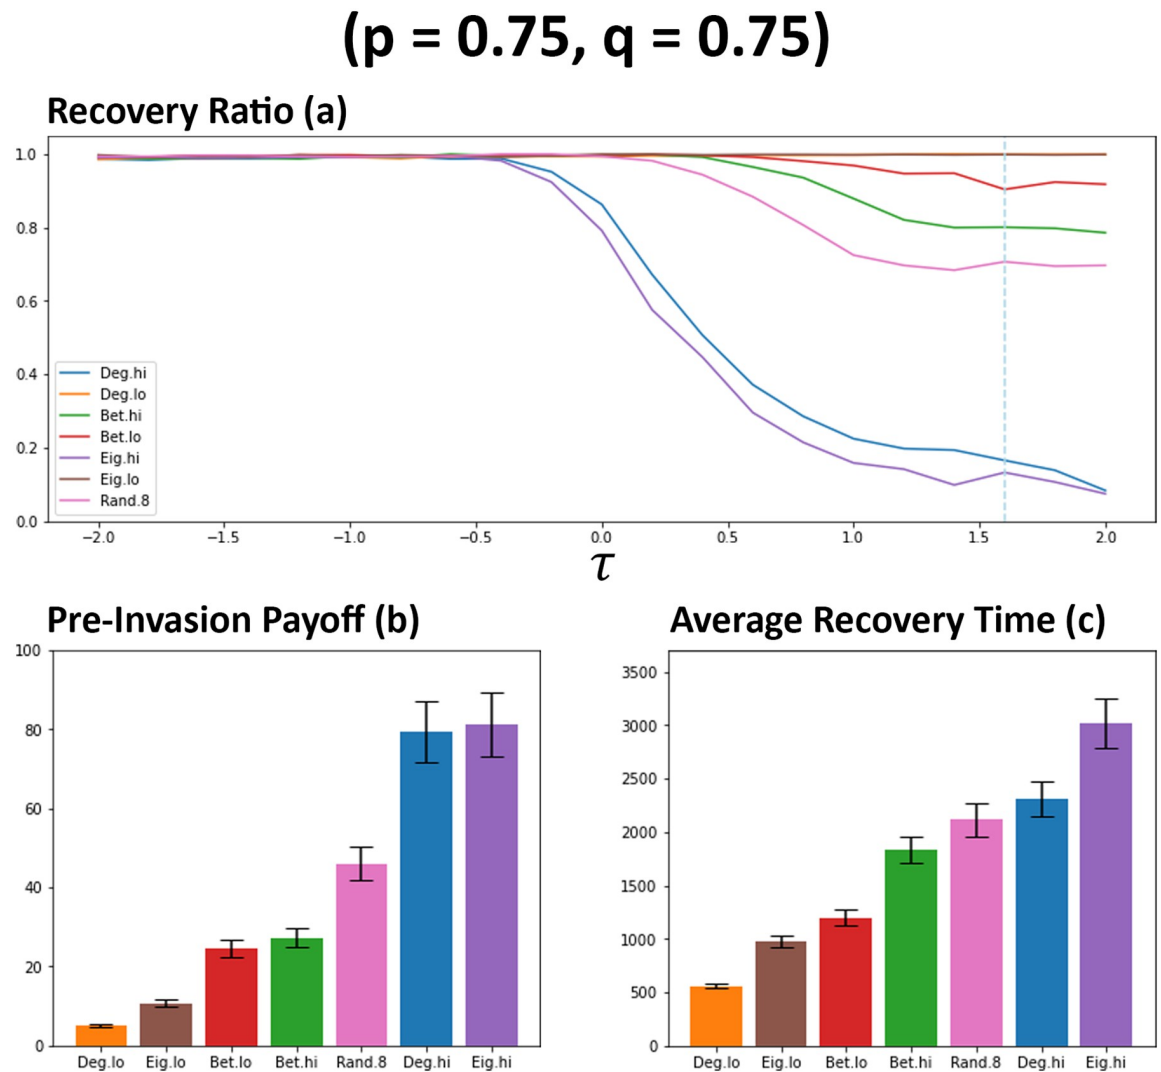 (p = 0.75, q = 0.75)
Recovery Ratio (a)
1.0
0.8
0.6
0.4
0.2
0.0
Deg.hi
Deg.lo
Bet.hi
Bet.lo
Eig.hi
Eig.lo
Rand.8
−2.0 −1.5 −1.0 −0.5 0.0 0.5 1.0 1.5 2.0
τ
Pre-Invasion Payoff (b)
100
80
60
40
20
0
Deg.lo Eig.lo Bet.lo Bet.hi Rand.8 Deg.hi Eig.hi
Average Recovery Time (c)
3500
3000
2500
2000
1500
1000
500
0
Deg.lo Eig.lo Bet.lo Bet.hi Rand.8 Deg.hi Eig.hi